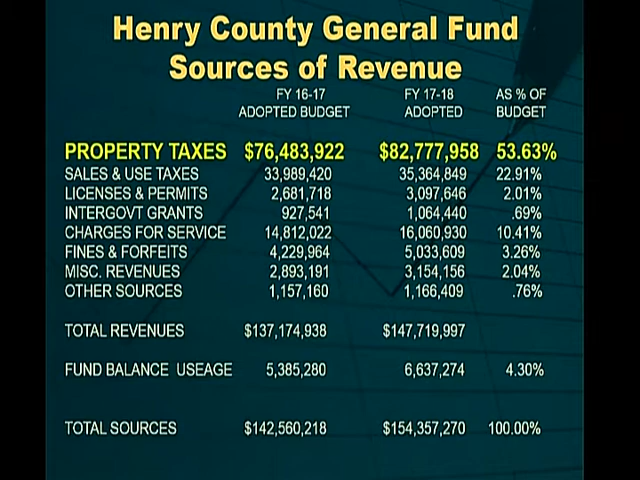 Henry County General Fund
Sources of Revenue
FY 16-17 FY 17-18 AS % OF
ADOPTED BUDGET ADOPTED BUDGET
PROPERTY TAXES $76,483,922 $82,777,958 53.63%
SALES & USE TAXES 33,989,420 35,364,849 22.91%
LICENSES & PERMITS 2,681,718 3,097,646 2.01%
INTERGOVT GRANTS 927,541 1,064,440 .69%
CHARGES FOR SERVICE 14,812,022 16,060,930 10.41%
FINES & FORFEITS 4,229,964 5,033,609 3.26%
MISC. REVENUES 2,893,191 3,154,156 2.04%
OTHER SOURCES 1,157,160 1,166,409 .76%
TOTAL REVENUES $137,174,938 $147,719,997
FUND BALANCE USEAGE 5,385,280 6,637,274 4.30%
TOTAL SOURCES $142,560,218 $154,357,270 100.00%